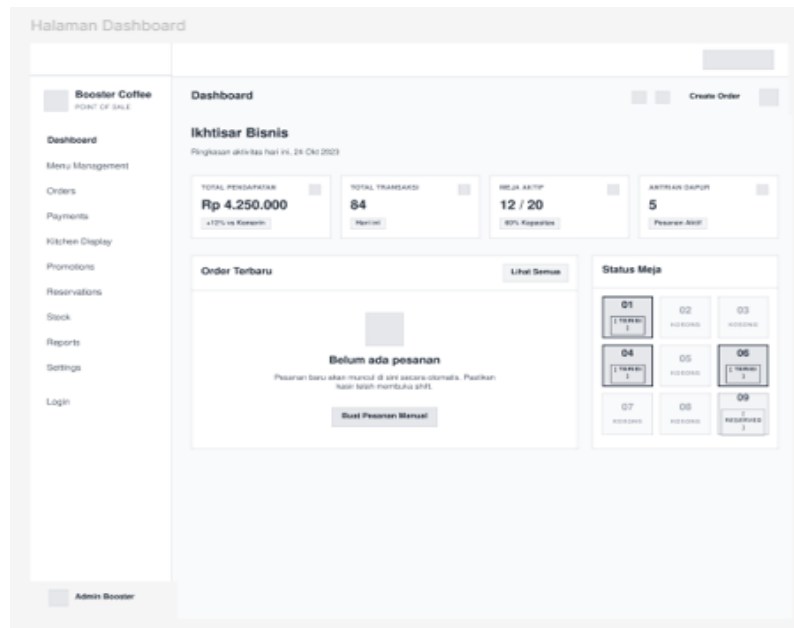 Halaman Dashboard
Booster Coffee
POINT OF SALE
Dashboard
Menu Management
Orders
Payments
Kitchen Display
Promotions
Reservations
Stock
Reports
Settings
Login
Admin Booster
Dashboard
Create Order
Ikhtisar Bisnis
Ringkasan aktivitas hari ini, 24 Okt 2023
TOTAL PENDAPATAN
Rp 4.250.000
+12% vs Kemarin
TOTAL TRANSAKSI
84
Hari ini
MEJA AKTIF
12 / 20
60% Kapasitas
ANTRIAN DAPUR
5
Pesanan Aktif
Order Terbaru
Lihat Semua
Belum ada pesanan
Pesanan baru akan muncul di sini secara otomatis. Pastikan
kasir telah membuka shift.
Buat Pesanan Manual
Status Meja
01
[ TERISI
]
02
KOSONG
03
KOSONG
04
[ TERISI
]
05
KOSONG
06
[ TERISI
]
07
KOSONG
08
KOSONG
09
[
RESERVED
]